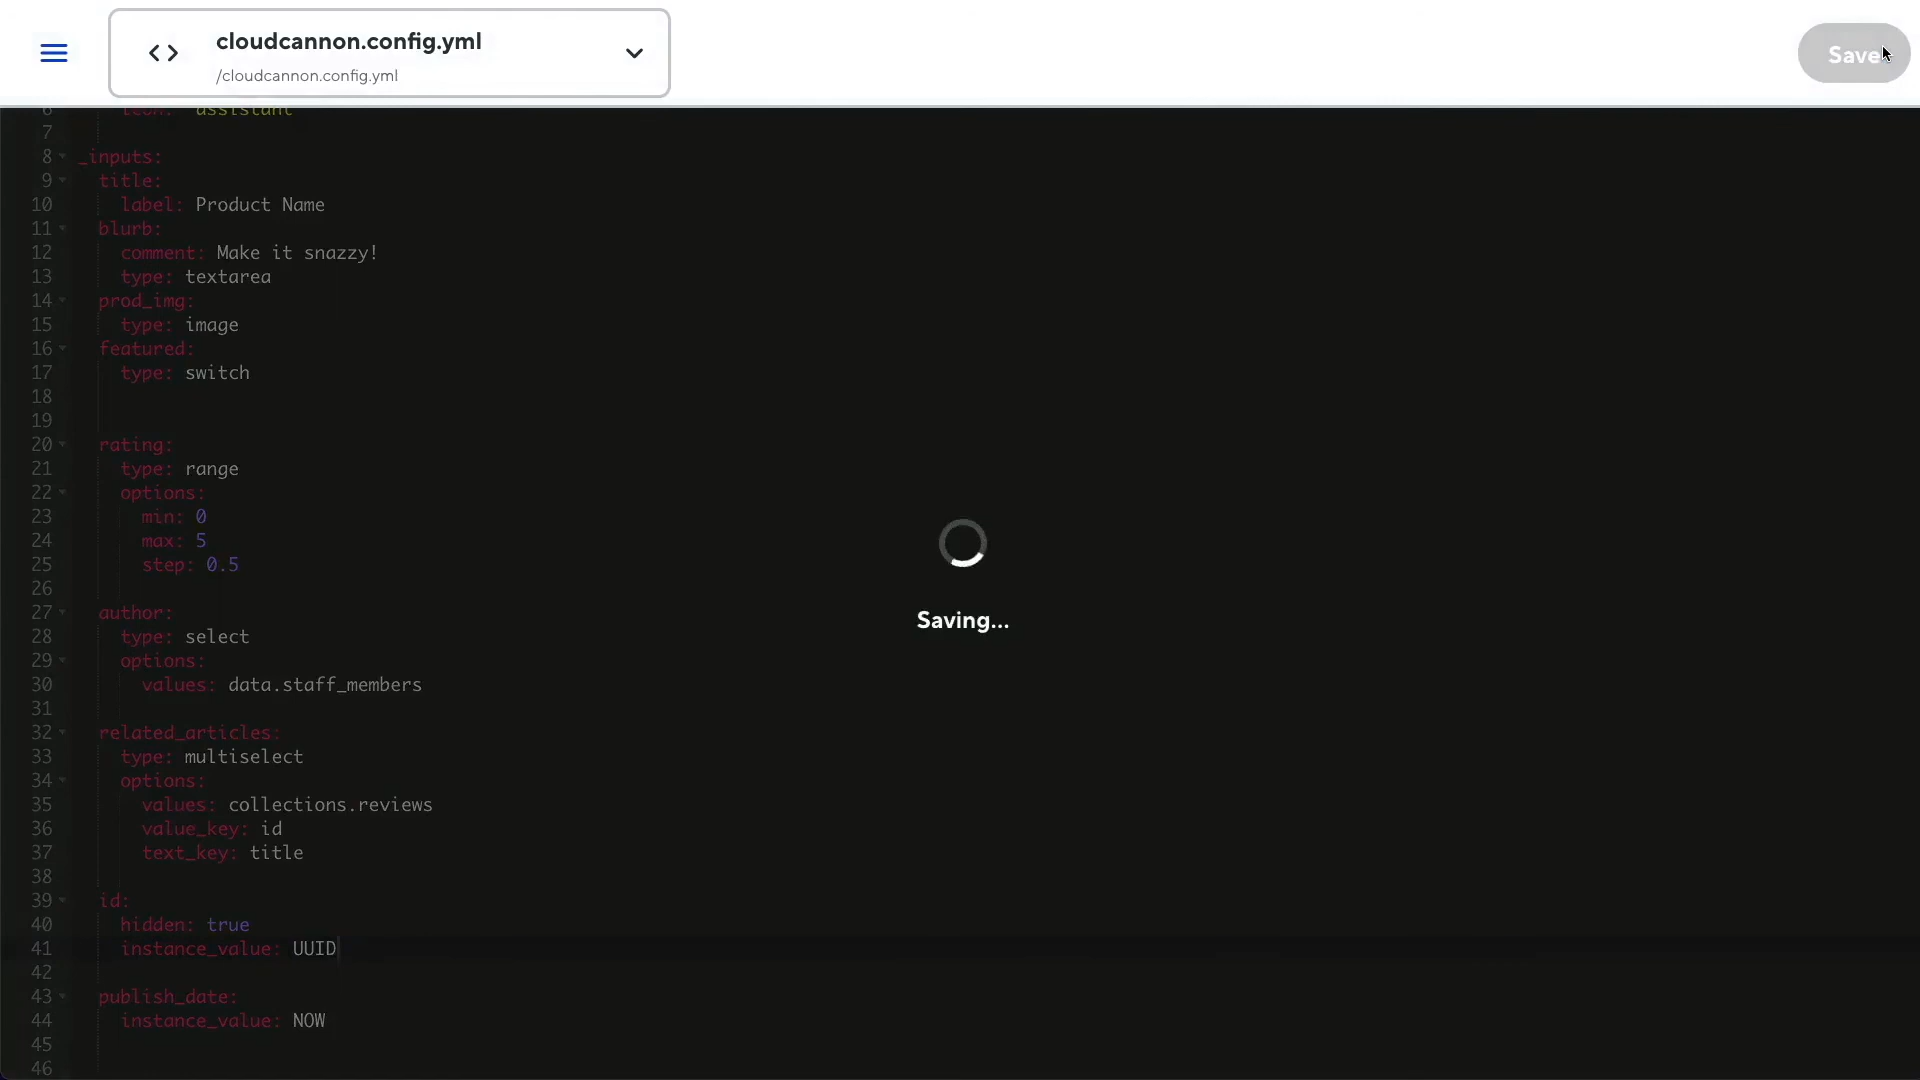 cloudcannon.config.yml
/cloudcannon.config.yml
Save
6 icon: assistant
7
8 _inputs:
9 title:
10 label: Product Name
11 blurb:
12 comment: Make it snazzy!
13 type: textarea
14 prod_img:
15 type: image
16 featured:
17 type: switch
18
19
20 rating:
21 type: range
22 options:
23 min: 0
24 max: 5
25 step: 0.5
26
27 author:
28 type: select
29 options:
30 values: data.staff_members
31
32 related_articles:
33 type: multiselect
34 options:
35 values: collections.reviews
36 value_key: id
37 text_key: title
38
39 id:
40 hidden: true
41 instance_value: UUID
42
43 publish_date:
44 instance_value: NOW
45
46
Saving...